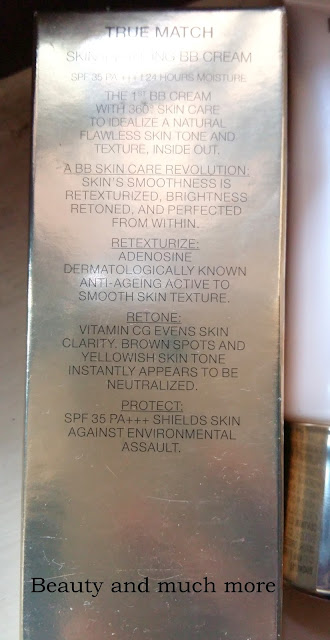 TRUE MATCH
SKIN BB CREAM
SPF 35 PA +++ 24 HOURS MOISTURE
THE 1ST BB CREAM
WITH 360° SKIN CARE
TO IDEALIZE A NATURAL
FLAWLESS SKIN TONE AND
TEXTURE, INSIDE OUT.
A BB SKIN CARE REVOLUTION:
SKIN'S SMOOTHNESS IS
RETEXTURIZED, BRIGHTNESS
RETONED, AND PERFECTED
FROM WITHIN.
RETEXTURIZE:
ADENOSINE
DERMATOLOGICALLY KNOWN
ANTI-AGEING ACTIVE TO
SMOOTH SKIN TEXTURE.
RETONE:
VITAMIN CG EVENS SKIN
CLARITY. BROWN SPOTS AND
YELLOWISH SKIN TONE
INSTANTLY APPEARS TO BE
NEUTRALIZED.
PROTECT:
SPF 35 PA+++ SHIELDS SKIN
AGAINST ENVIRONMENTAL
ASSAULT.
Beauty and much more